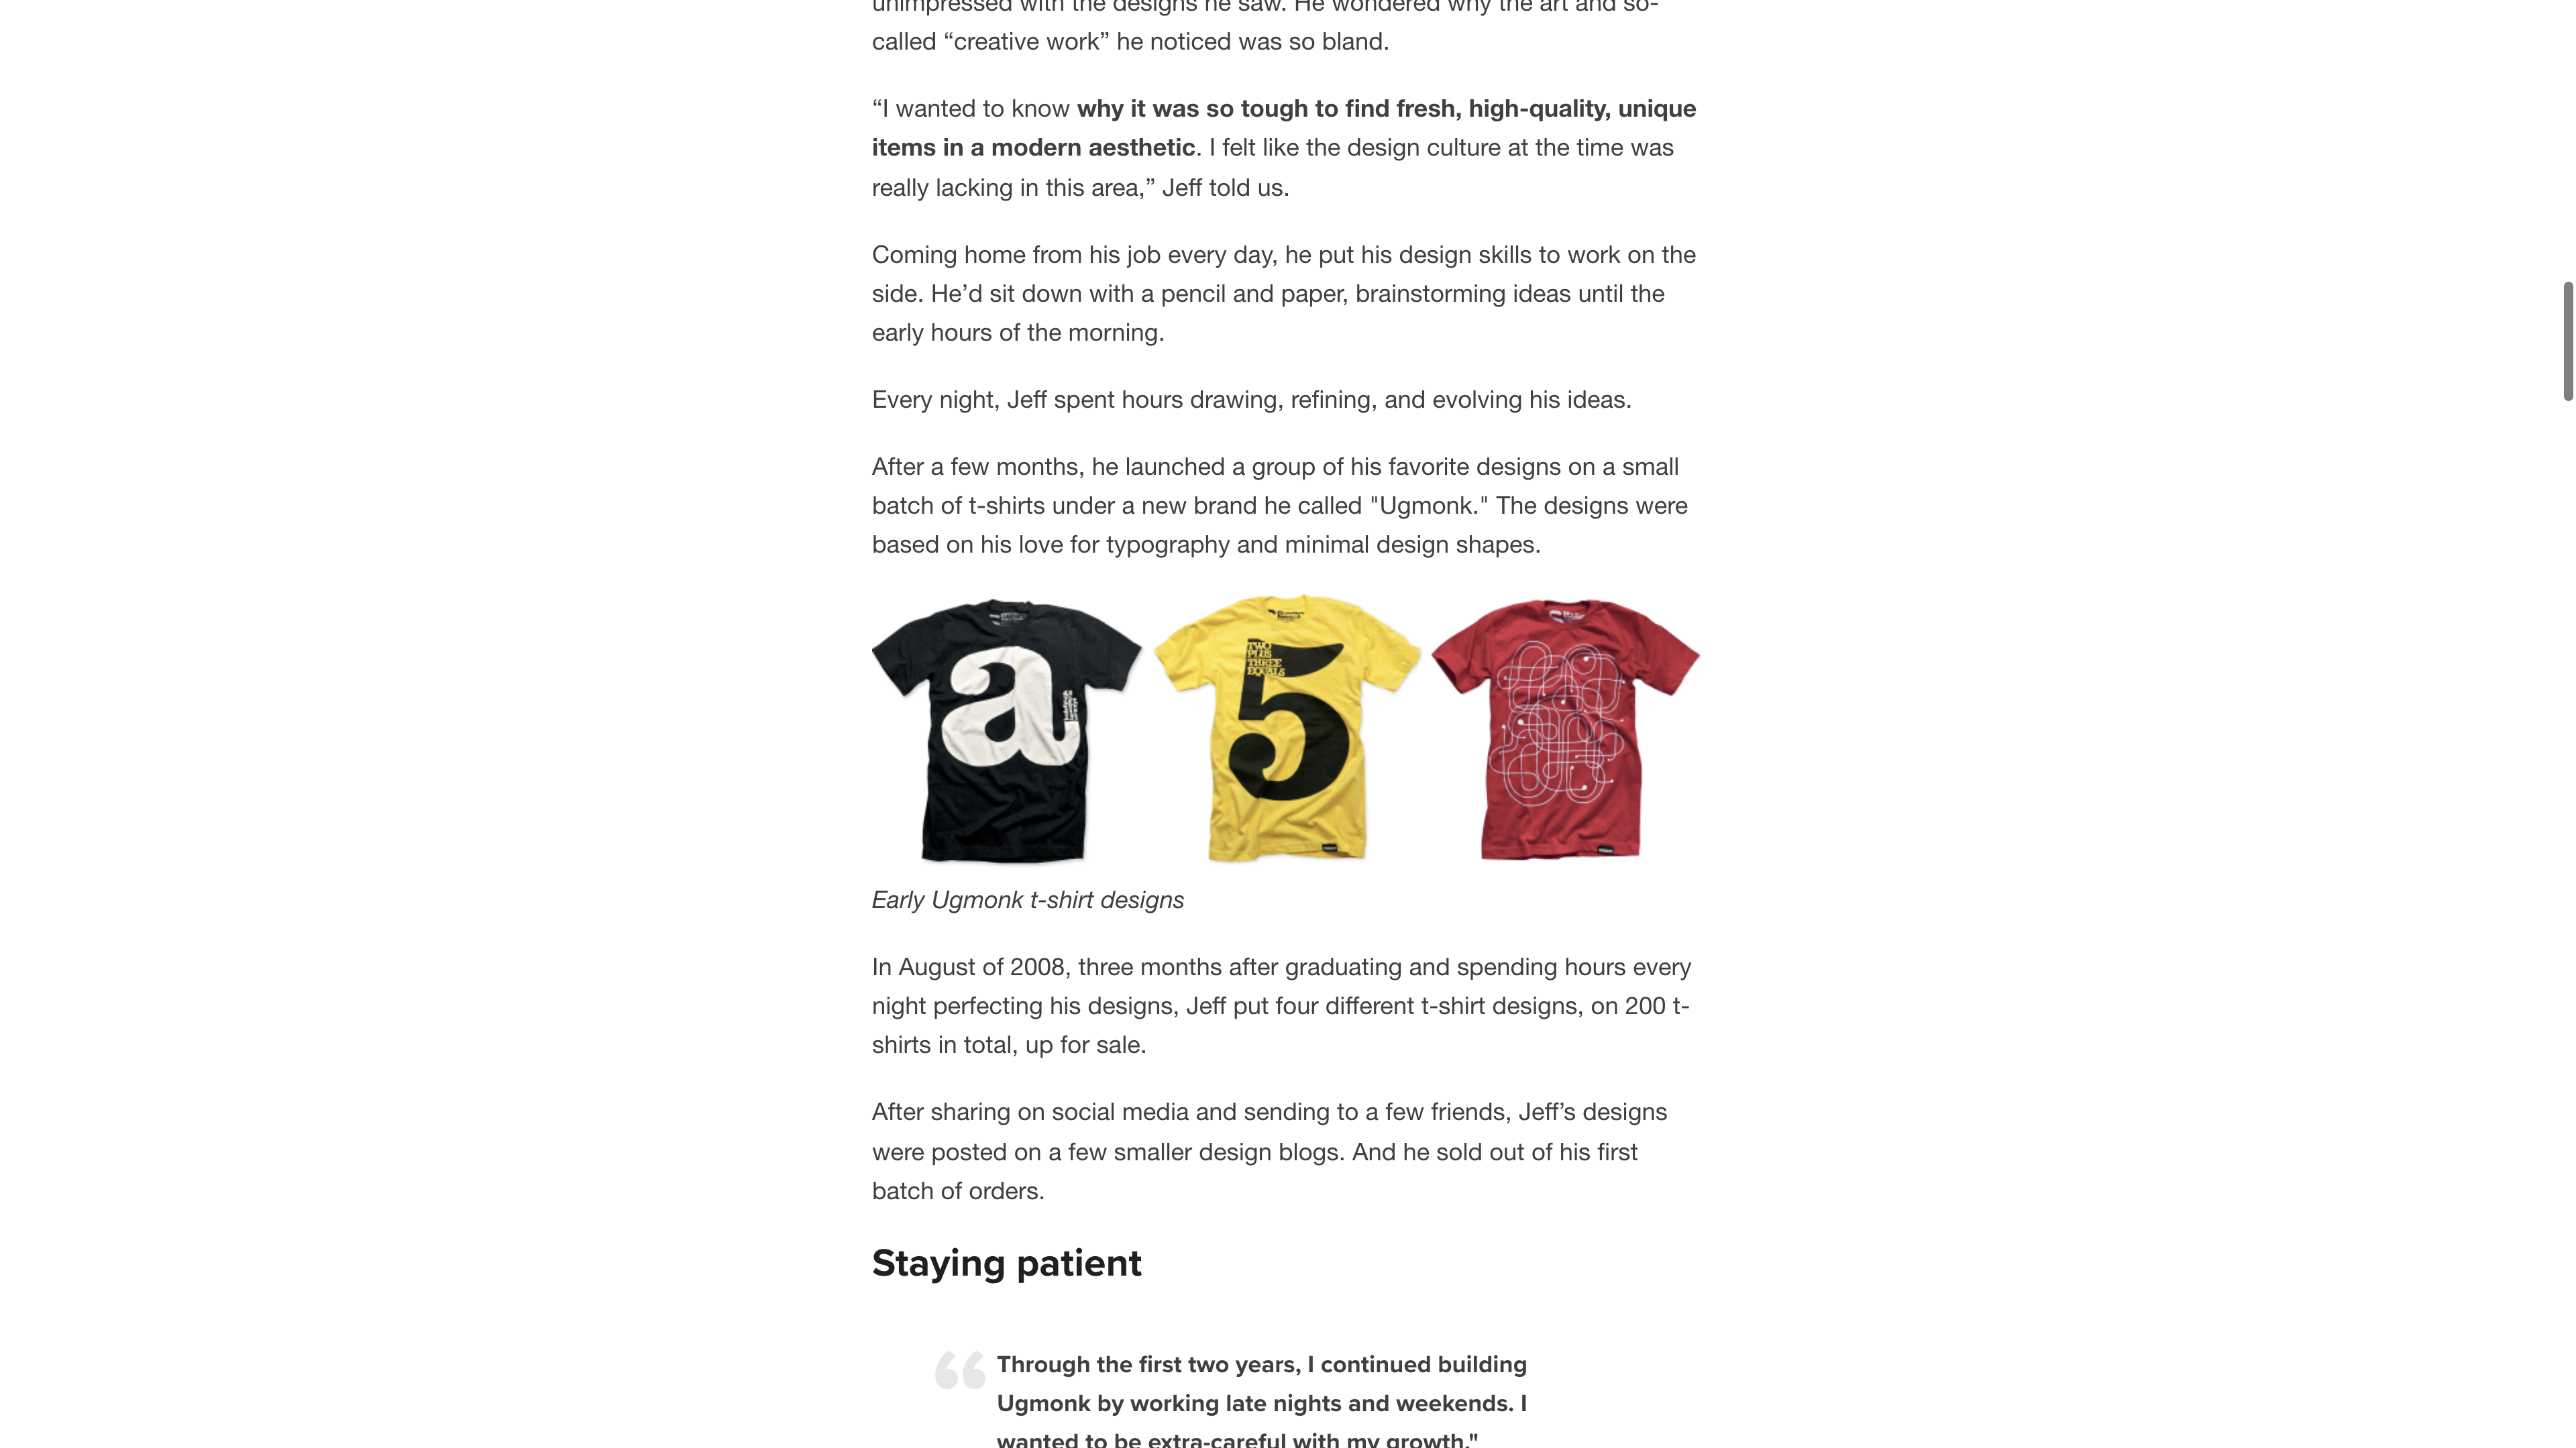 unimpressed with the designs he saw. He wondered why the art and so-
called “creative work” he noticed was so bland.
“I wanted to know why it was so tough to find fresh, high-quality, unique
items in a modern aesthetic. I felt like the design culture at the time was
really lacking in this area,” Jeff told us.
Coming home from his job every day, he put his design skills to work on the
side. He’d sit down with a pencil and paper, brainstorming ideas until the
early hours of the morning.
Every night, Jeff spent hours drawing, refining, and evolving his ideas.
After a few months, he launched a group of his favorite designs on a small
batch of t-shirts under a new brand he called "Ugmonk." The designs were
based on his love for typography and minimal design shapes.
a
TWO
PLUS
THREE
EQUALS
5
Early Ugmonk t-shirt designs
In August of 2008, three months after graduating and spending hours every
night perfecting his designs, Jeff put four different t-shirt designs, on 200 t-
shirts in total, up for sale.
After sharing on social media and sending to a few friends, Jeff’s designs
were posted on a few smaller design blogs. And he sold out of his first
batch of orders.
Staying patient
“ Through the first two years, I continued building
Ugmonk by working late nights and weekends. I
wanted to be extra-careful with my growth."